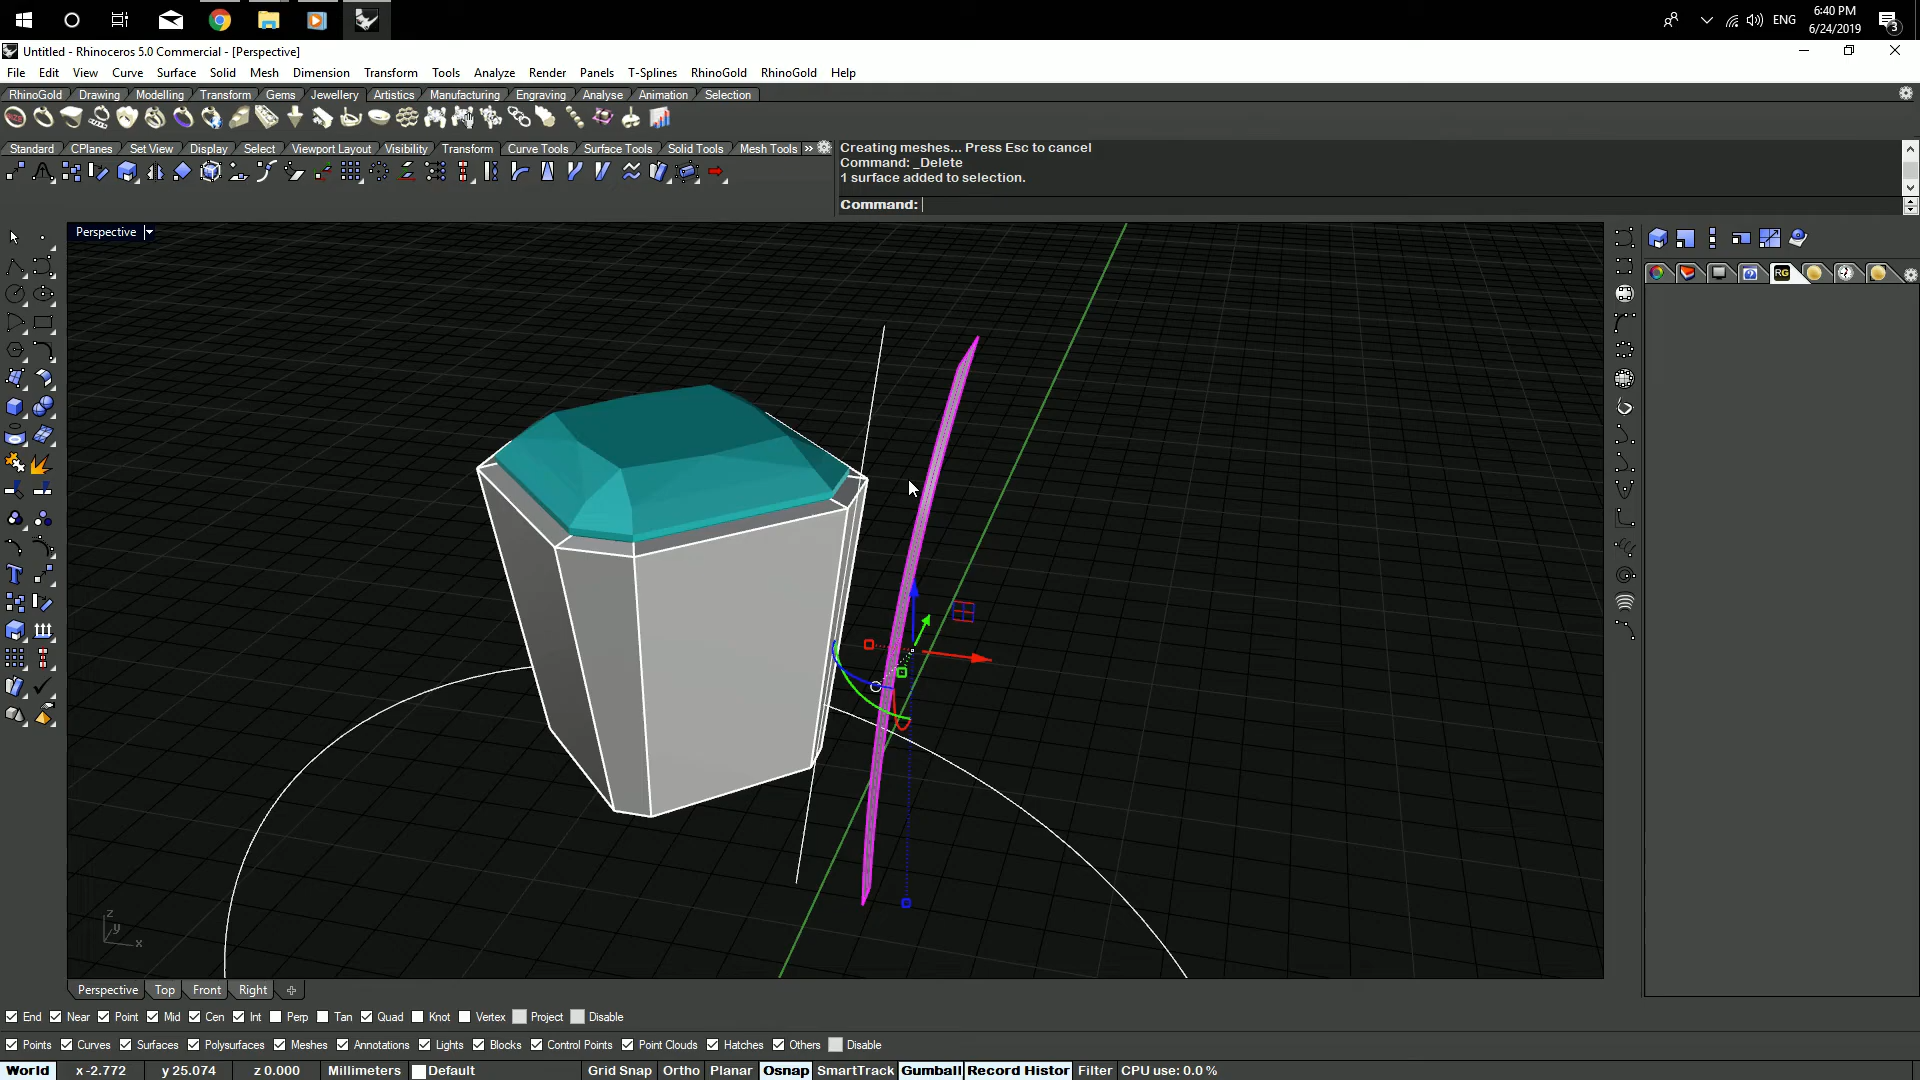 6:40 PM
ENG
6/24/2019
3
Untitled - Rhinoceros 5.0 Commercial - [Perspective]
File Edit View Curve Surface Solid Mesh Dimension Transform Tools Analyze Render Panels T-Splines RhinoGold RhinoGold Help
RhinoGold Drawing Modelling Transform Gems Jewellery Artistics Manufacturing Engraving Analyse Animation Selection
Standard CPlanes Set View Display Select Viewport Layout Visibility Transform Curve Tools Surface Tools Solid Tools Mesh Tools »
Creating meshes... Press Esc to cancel
Command: _Delete
1 surface added to selection.
Command:
Perspective
RG
z
y
x
Perspective Top Front Right
End Near Point Mid Cen Int Perp Tan Quad Knot Vertex Project Disable
Points Curves Surfaces Polysurfaces Meshes Annotations Lights Blocks Control Points Point Clouds Hatches Others Disable
World x -2.772 y 25.074 z 0.000 Millimeters Default Grid Snap Ortho Planar Osnap SmartTrack Gumball Record Histor Filter CPU use: 0.0 %